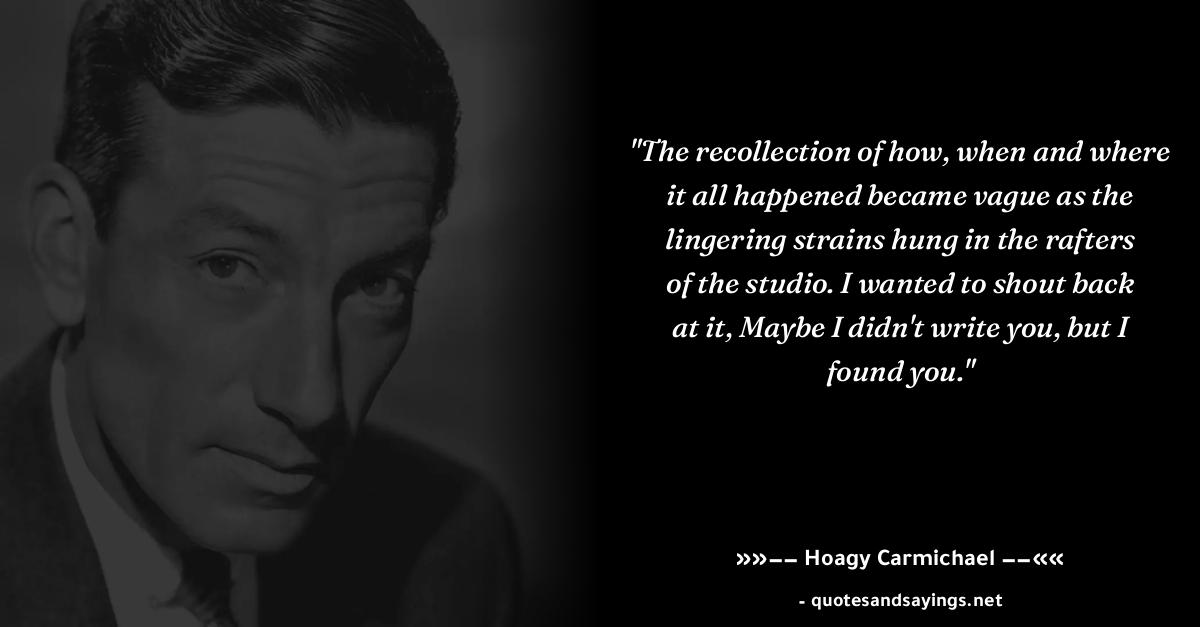 "The recollection of how, when and where
it all happened became vague as the
lingering strains hung in the rafters
of the studio. I wanted to shout back
at it, Maybe I didn't write you, but I
found you."
»»–– Hoagy Carmichael ––««
- quotesandsayings.net